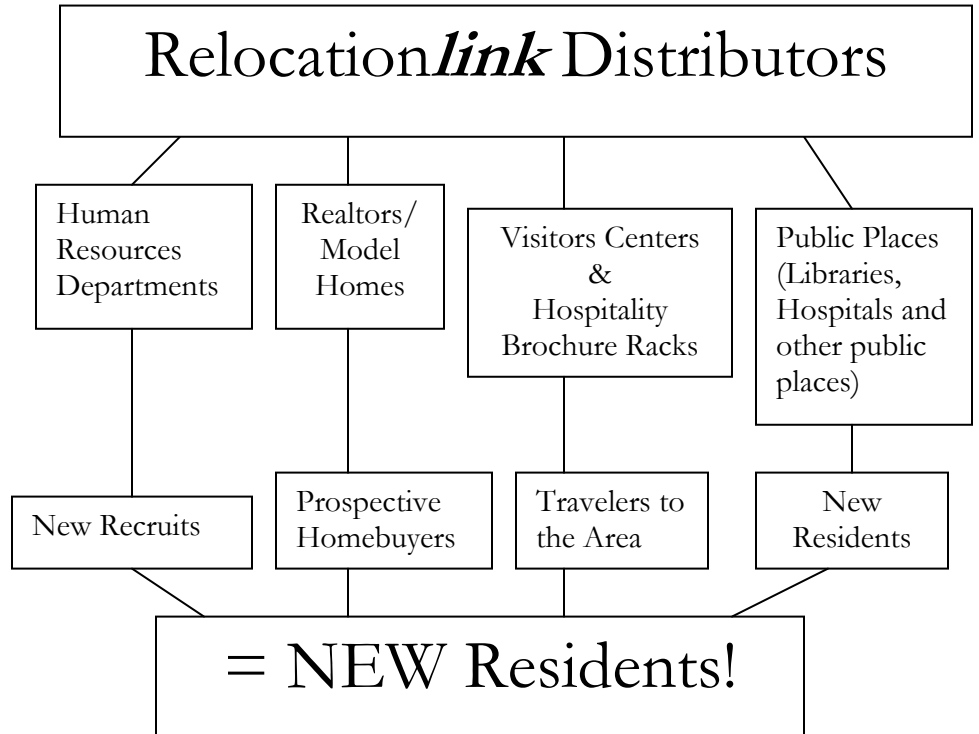 Relocationlink Distributors
Human
Resources
Departments
Realtors/
Model
Homes
Visitors Centers
&
Hospitality
Brochure Racks
Public Places
(Libraries,
Hospitals and
other public
places)
New Recruits
Prospective
Homebuyers
Travelers to
the Area
New
Residents
= NEW Residents!